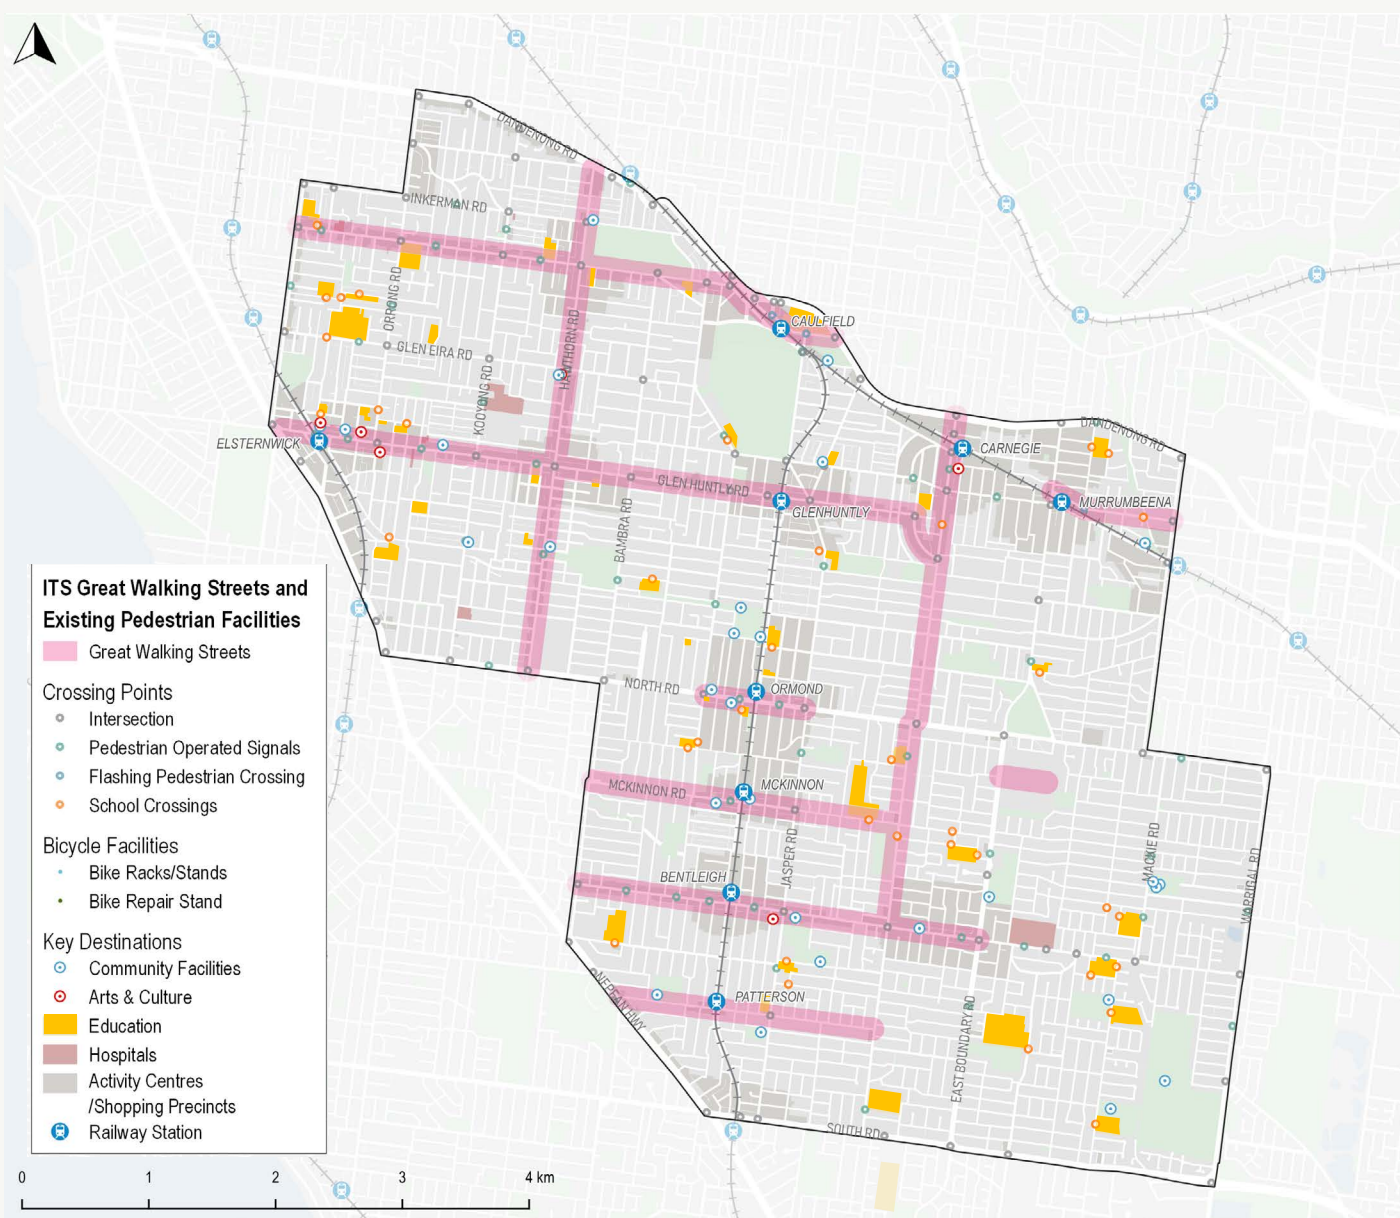 DANDENONG RD
INKERMAN RD
ORRONG RD
HAWTHORN RD
CAULFIELD
GLEN EIRA RD
KOOYONG RD
ELSTERNWICK
DANDENONG RD
CARNEGIE
GLEN HUNTLY RD
MURRUMBEENA
GLENHUNTLY
BAMBRA RD
ITS Great Walking Streets and
Existing Pedestrian Facilities
Great Walking Streets
Crossing Points
Intersection
Pedestrian Operated Signals
Flashing Pedestrian Crossing
School Crossings
Bicycle Facilities
Bike Racks/Stands
Bike Repair Stand
Key Destinations
Community Facilities
Arts & Culture
Education
Hospitals
Activity Centres
/Shopping Precincts
Railway Station
NORTH RD
ORMOND
MCKINNON RD
MCKINNON
JASPER RD
MACKIE RD
WARRIGAL RD
BENTLEIGH
NEPEAN HWY
PATTERSON
EAST BOUNDARY RD
SOUTH RD
0 1 2 3 4 km